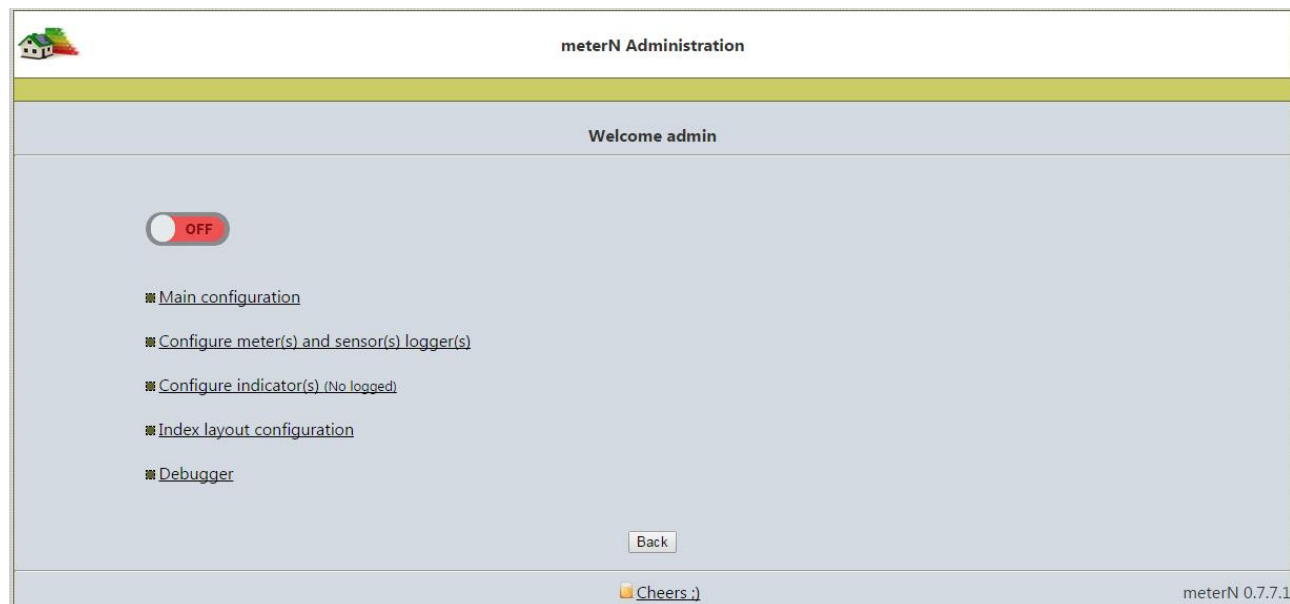 meterN Administration
Welcome admin
OFF
Main configuration
Configure meter(s) and sensor(s) logger(s)
Configure indicator(s) (No logged)
Index layout configuration
Debugger
Back
Cheers ;) meterN 0.7.7.1